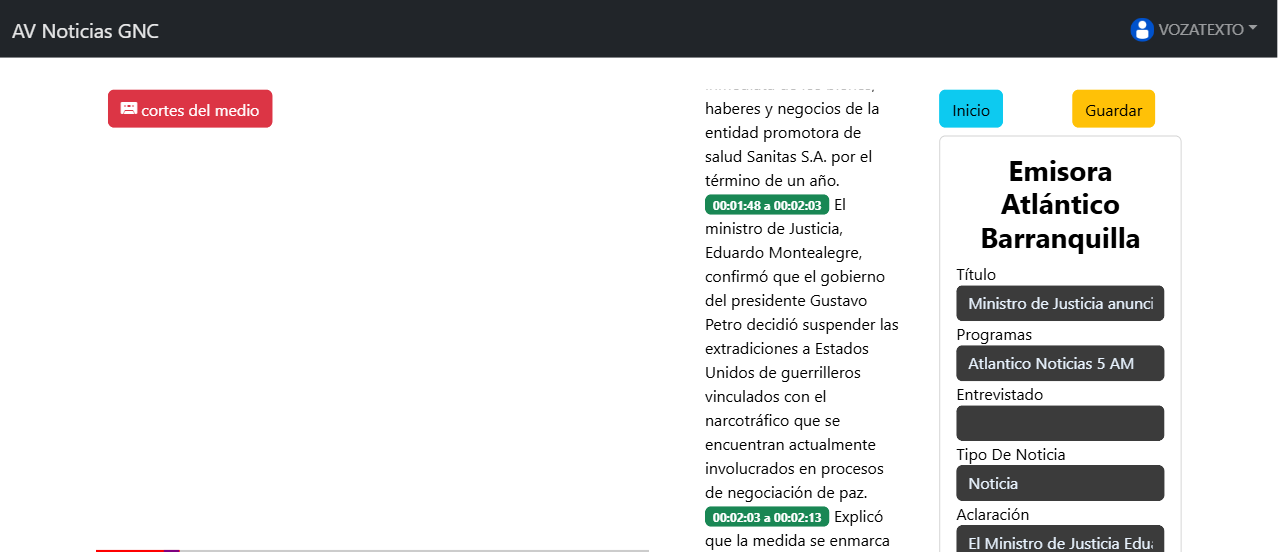 AV Noticias GNC
VOZATEXTO
cortes del medio
haberes y negocios de la
entidad promotora de
salud Sanitas S.A. por el
término de un año.
00:01:48 a 00:02:03 El
ministro de Justicia,
Eduardo Montealegre,
confirmó que el gobierno
del presidente Gustavo
Petro decidió suspender las
extradiciones a Estados
Unidos de guerrilleros
vinculados con el
narcotráfico que se
encuentran actualmente
involucrados en procesos
de negociación de paz.
00:02:03 a 00:02:13 Explicó
que la medida se enmarca
Inicio
Guardar
Emisora
Atlántico
Barranquilla
Título
Ministro de Justicia anunci
Programas
Atlantico Noticias 5 AM
Entrevistado
Tipo De Noticia
Noticia
Aclaración
El Ministro de Justicia Edu